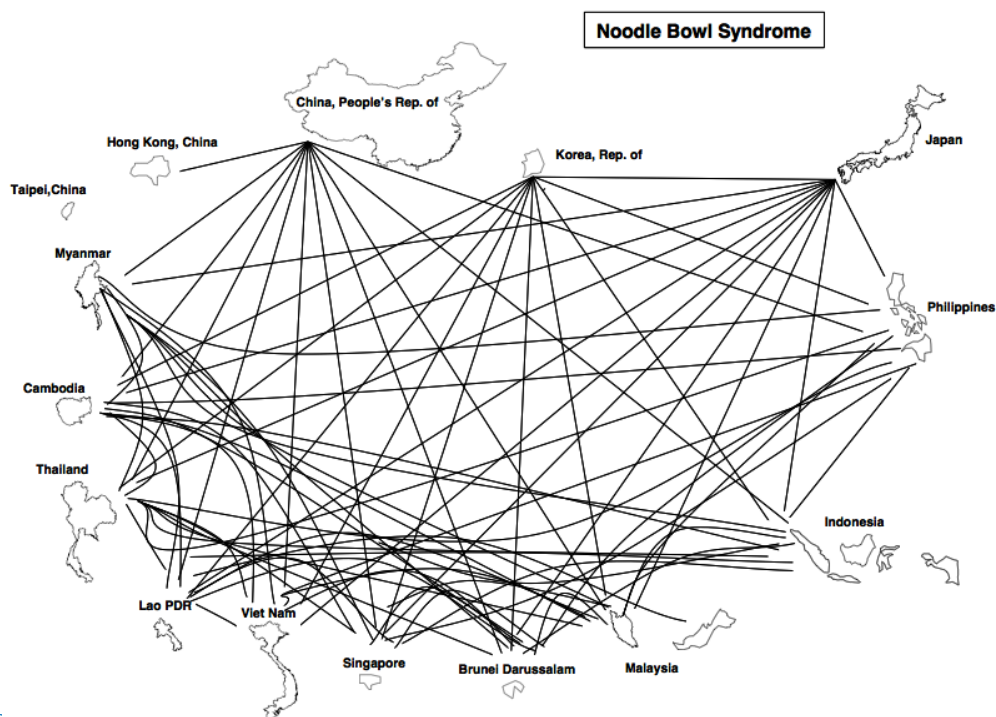 Noodle Bowl Syndrome
China, People's Rep. of
Hong Kong, China
Korea, Rep. of
Japan
Taipei,China
Myanmar
Philippines
Cambodia
Thailand
Indonesia
Lao PDR
Viet Nam
Singapore
Brunei Darussalam
Malaysia